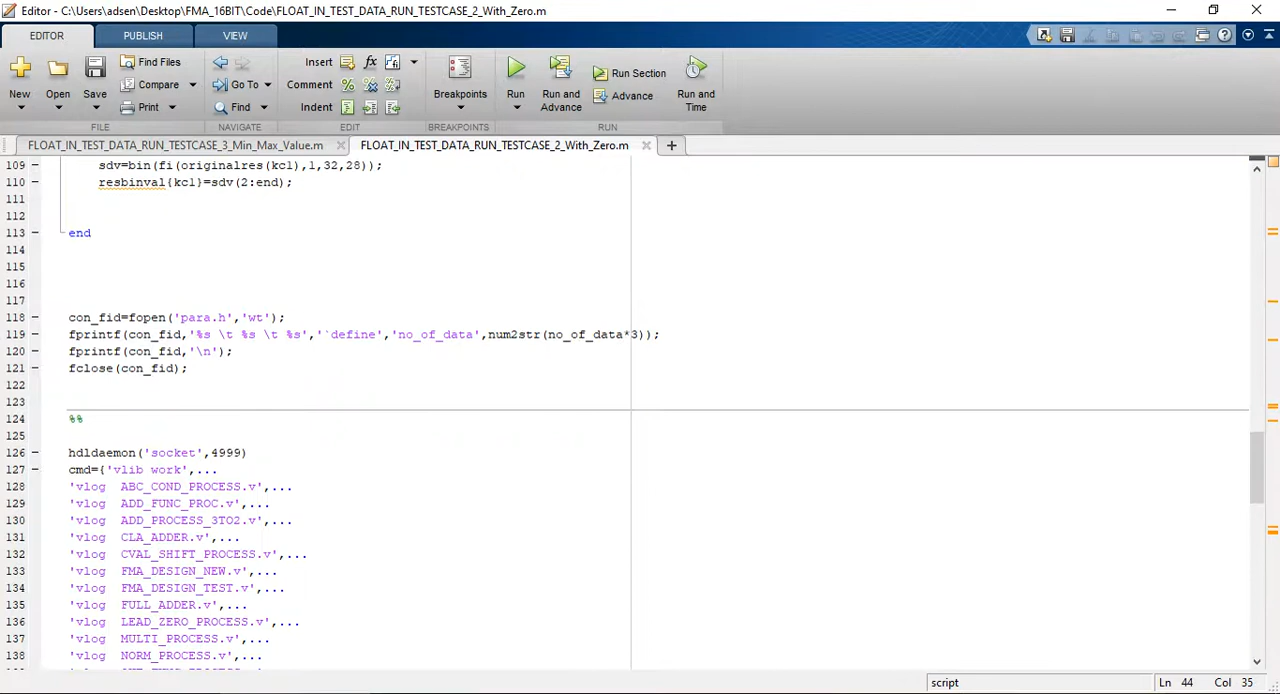 Editor - C:\Users\adsen\Desktop\FMA_16BIT\Code\FLOAT_IN_TEST_DATA_RUN_TESTCASE_2_With_Zero.m
EDITOR PUBLISH VIEW
New Open Save Find Files Compare Print Go To Find Insert Comment Indent fx Breakpoints Run Run and Advance Run Section Advance Run and Time
FILE NAVIGATE EDIT BREAKPOINTS RUN
FLOAT_IN_TEST_DATA_RUN_TESTCASE_3_Min_Max_Value.m FLOAT_IN_TEST_DATA_RUN_TESTCASE_2_With_Zero.m
109 sdv=bin(fi(originalres(kc1),1,32,28));
110 resbinval{kc1}=sdv(2:end);
111
112
113 end
114
115
116
117
118 con_fid=fopen('para.h','wt');
119 fprintf(con_fid,'%s \t %s \t %s','`define','no_of_data',num2str(no_of_data*3));
120 fprintf(con_fid,'\n');
121 fclose(con_fid);
122
123
124 %%
125
126 hdldaemon('socket',4999)
127 cmd={'vlib work',...
128 'vlog  ABC_COND_PROCESS.v',...
129 'vlog  ADD_FUNC_PROC.v',...
130 'vlog  ADD_PROCESS_3TO2.v',...
131 'vlog  CLA_ADDER.v',...
132 'vlog  CVAL_SHIFT_PROCESS.v',...
133 'vlog  FMA_DESIGN_NEW.v',...
134 'vlog  FMA_DESIGN_TEST.v',...
135 'vlog  FULL_ADDER.v',...
136 'vlog  LEAD_ZERO_PROCESS.v',...
137 'vlog  MULTI_PROCESS.v',...
138 'vlog  NORM_PROCESS.v',...
script Ln 44 Col 35